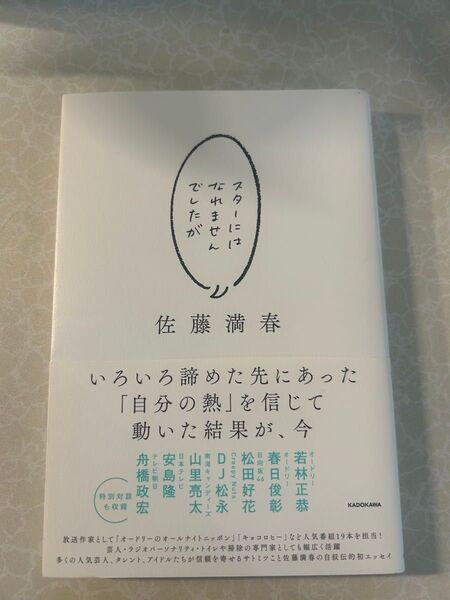 スターには
なれません
でしたが
佐藤満春
いろいろ諦めた先にあった
「自分の熱」を信じて
動いた結果が、今
オードリー
若林正恭
オードリー
春日俊彰
日向坂46
松田好花
Creepy Nuts
DJ松永
南海キャンディーズ
山里亮太
日本テレビ
安島隆
テレビ朝日
舟橋政宏
特別対談
も収録
KADOKAWA
放送作家として「オードリーのオールナイトニッポン」「キョコロヒー」など人気番組19本を担当!
芸人・ラジオパーソナリティ・トイレや掃除の専門家としても幅広く活躍
多くの人気芸人、タレント、アイドルたちが信頼を寄せるサトミツこと佐藤満春の自叙伝的初エッセイ